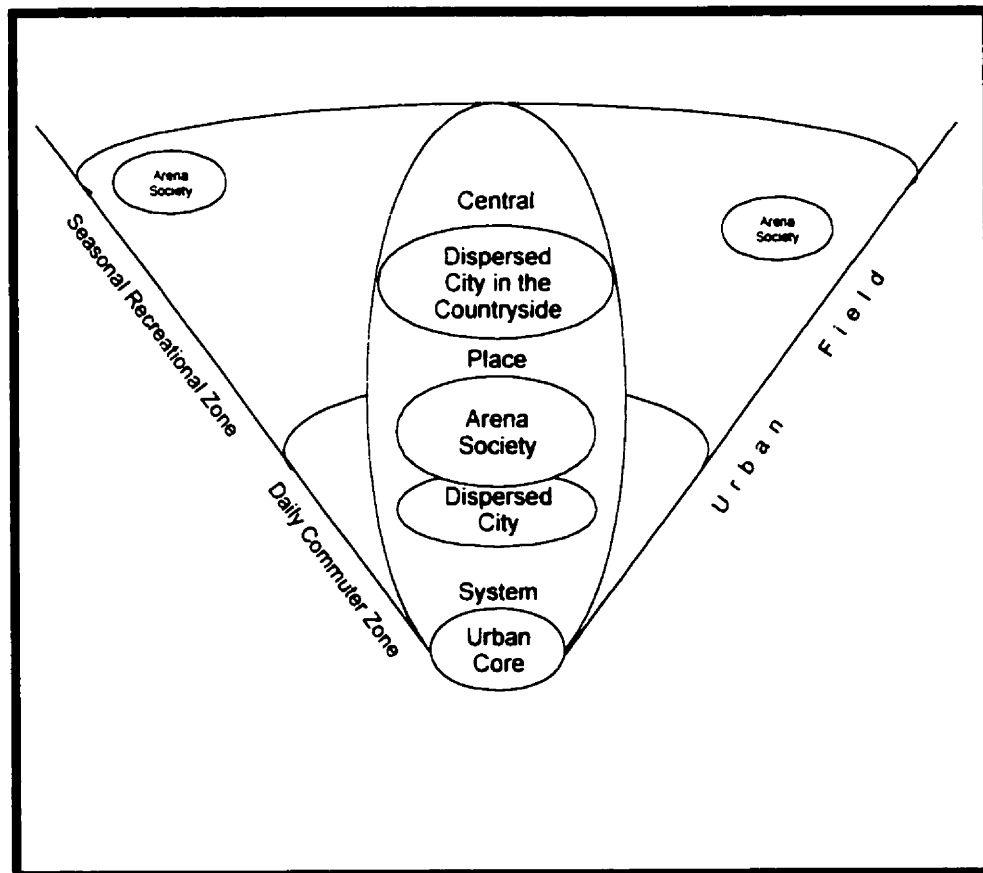 Arena
Society
Arena
Society
Central
Dispersed
City in the
Countryside
Place
Arena
Society
Dispersed
City
System
Urban
Core
Seasonal Recreational Zone
Daily Commuter Zone
Urban Field